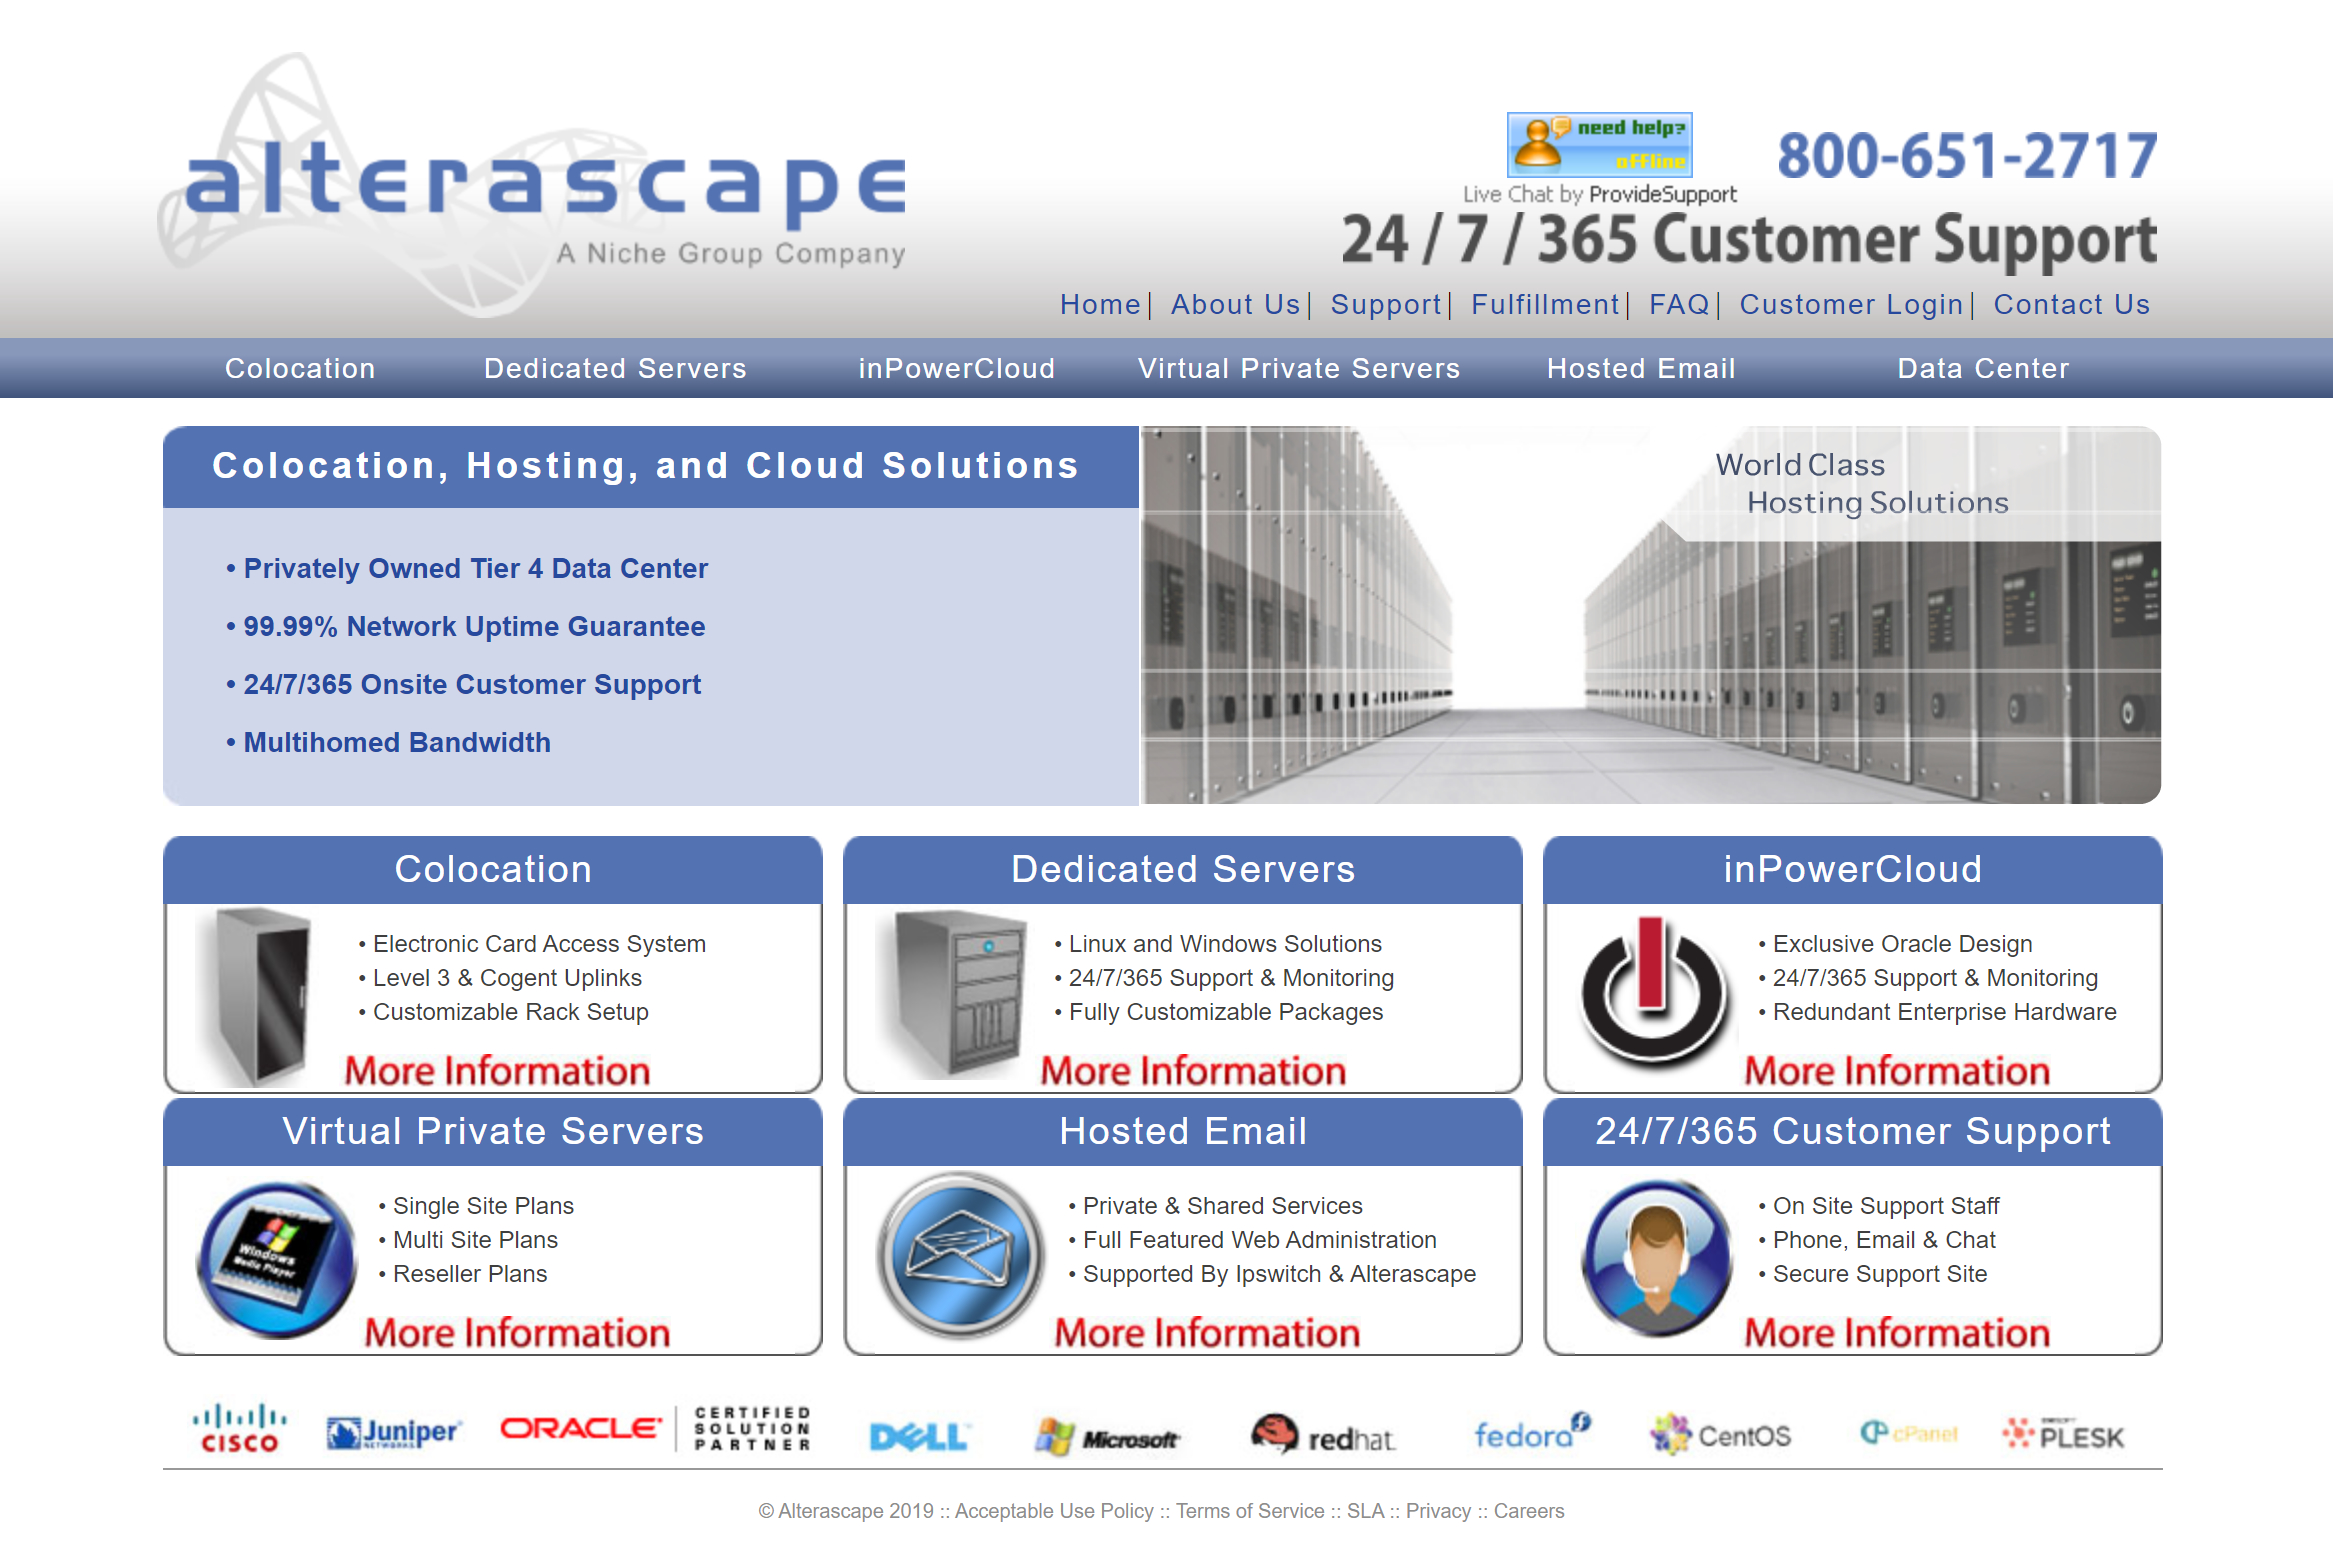 alterascape
A Niche Group Company
need help?
offline
Live Chat by ProvideSupport
800-651-2717
24 / 7 / 365 Customer Support
Home | About Us | Support | Fulfillment | FAQ | Customer Login | Contact Us
Colocation Dedicated Servers inPowerCloud Virtual Private Servers Hosted Email Data Center
Colocation, Hosting, and Cloud Solutions
• Privately Owned Tier 4 Data Center
• 99.99% Network Uptime Guarantee
• 24/7/365 Onsite Customer Support
• Multihomed Bandwidth
World Class
Hosting Solutions
Colocation
• Electronic Card Access System
• Level 3 & Cogent Uplinks
• Customizable Rack Setup
More Information
Dedicated Servers
• Linux and Windows Solutions
• 24/7/365 Support & Monitoring
• Fully Customizable Packages
More Information
inPowerCloud
• Exclusive Oracle Design
• 24/7/365 Support & Monitoring
• Redundant Enterprise Hardware
More Information
Virtual Private Servers
Windows
Media Player
• Single Site Plans
• Multi Site Plans
• Reseller Plans
More Information
Hosted Email
• Private & Shared Services
• Full Featured Web Administration
• Supported By Ipswitch & Alterascape
More Information
24/7/365 Customer Support
• On Site Support Staff
• Phone, Email & Chat
• Secure Support Site
More Information
CISCO
Juniper
NETWORKS
ORACLE
CERTIFIED
SOLUTION
PARTNER
DELL
Microsoft
redhat
fedora
CentOS
cPanel
PLESK
© Alterascape 2019 :: Acceptable Use Policy :: Terms of Service :: SLA :: Privacy :: Careers